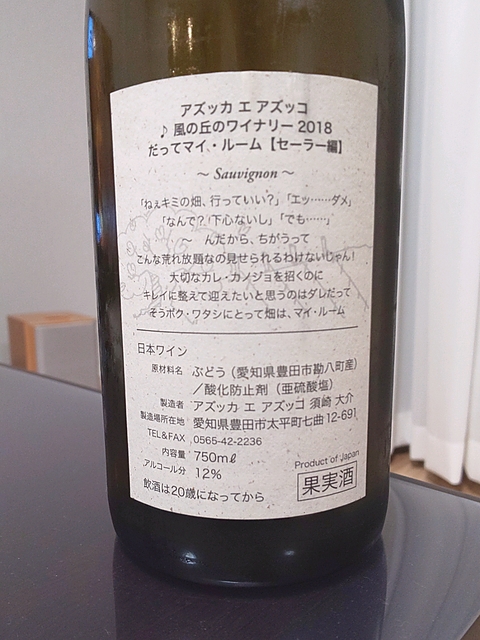 アズッカ エ アズッコ
♪ 風の丘のワイナリー 2018
だってマイ・ルーム【セーラー編】
～ Sauvignon ～
「ねぇキミの畑、行っていい?」「エッ……ダメ」
「なんで? 下心ないし」「でも……」
～ んだから、ちがうって
こんな荒れ放題なの見せられるわけないじゃん!
大切なカレ・カノジョを招くのに
キレイに整えて迎えたいと思うのはダレだって
そうボク・ワタシにとって畑は、マイ・ルーム
日本ワイン
原材料名 ぶどう（愛知県豊田市勘八町産）
／酸化防止剤（亜硫酸塩）
製造者 アズッカ エ アズッコ 須崎 大介
製造場所在地 愛知県豊田市太平町七曲 12-691
TEL&FAX 0565-42-2236
内容量 750mℓ
アルコール分 12%
飲酒は20歳になってから
Product of Japan
果実酒